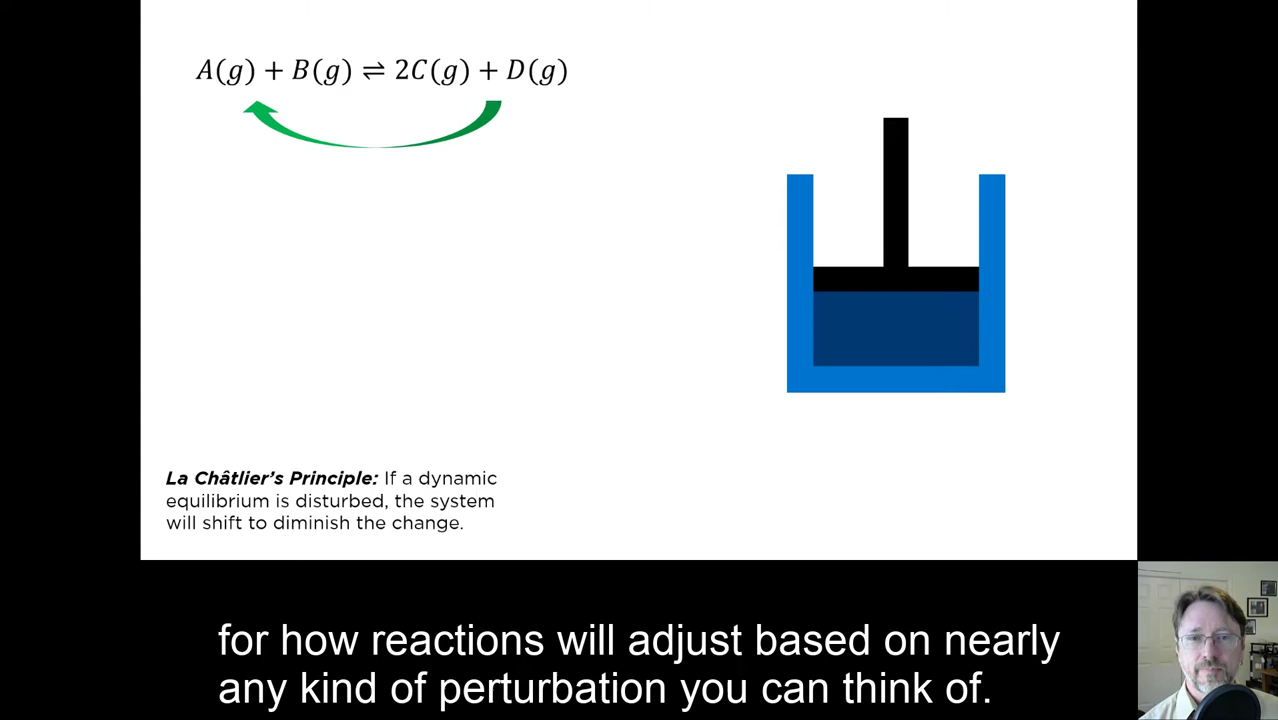 A(g) + B(g) ⇌ 2C(g) + D(g)
La Châtlier’s Principle: If a dynamic
equilibrium is disturbed, the system
will shift to diminish the change.
for how reactions will adjust based on nearly
any kind of perturbation you can think of.